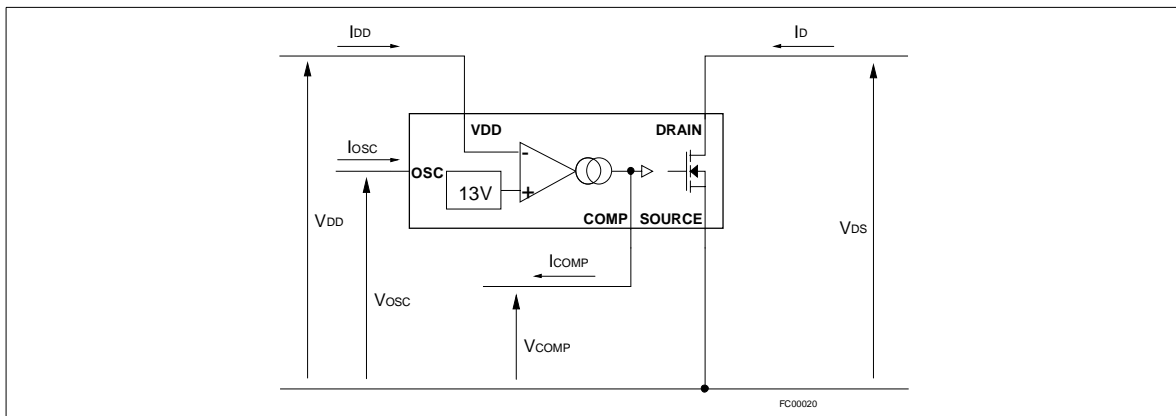 IDD
ID
VDD
DRAIN
IOSC
OSC
-
13V
+
COMP
SOURCE
VDD
VDS
ICOMP
VOSC
VCOMP
FC00020